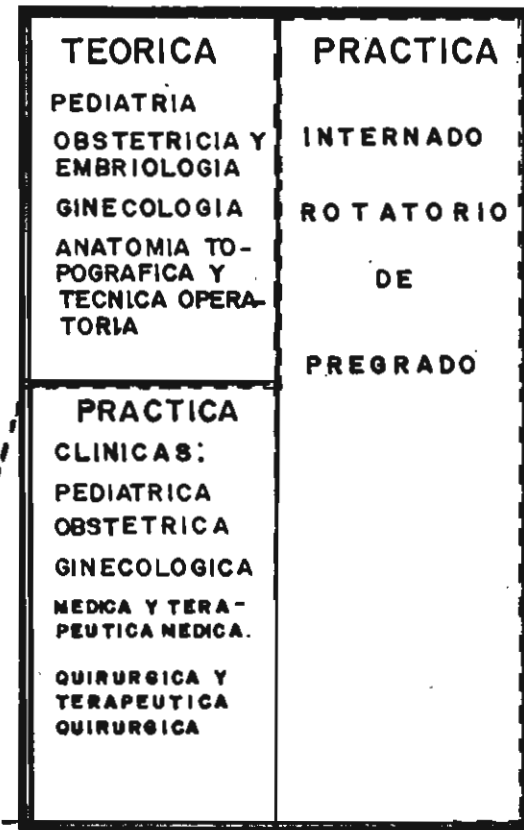 TEORICA
PEDIATRIA
OBSTETRICIA Y
EMBRIOLOGIA
GINECOLOGIA
ANATOMIA TO-
POGRAFICA Y
TECNICA OPERA-
TORIA
PRACTICA
CLINICAS:
PEDIATRICA
OBSTETRICA
GINECOLOGICA
MEDICA Y TERA-
PEUTICA MEDICA.
QUIRURGICA Y
TERAPEUTICA
QUIRURGICA
PRACTICA
INTERNADO
ROTATORIO
DE
PREGRADO